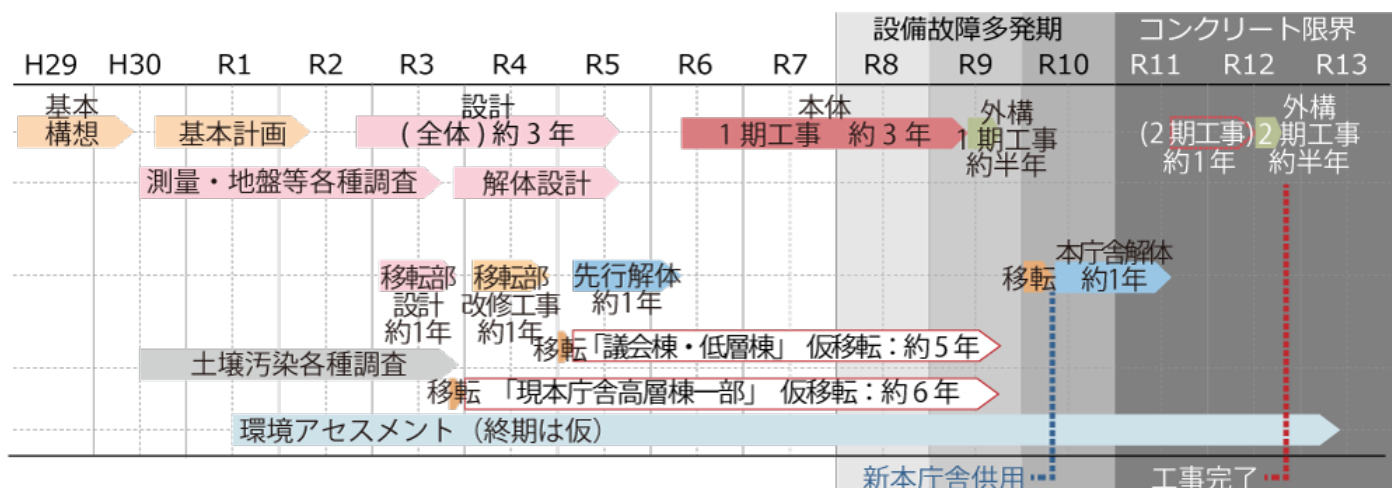 設備故障多発期 コンクリート限界
H29 H30 R1 R2 R3 R4 R5 R6 R7 R8 R9 R10 R11 R12 R13
基本
構想
基本計画
設計
(全体)約3年
本体
1期工事 約3年
外構
1期工事
約半年
(2期工事)
約1年
外構
2期工事
約半年
測量・地盤等各種調査
解体設計
移転部
設計
約1年
移転部
改修工事
約1年
先行解体
約1年
移転
本庁舎解体
約1年
移転「議会棟・低層棟」 仮移転:約5年
土壌汚染各種調査
移転 「現本庁舎高層棟一部」 仮移転:約6年
環境アセスメント(終期は仮)
新本庁舎供用
工事完了